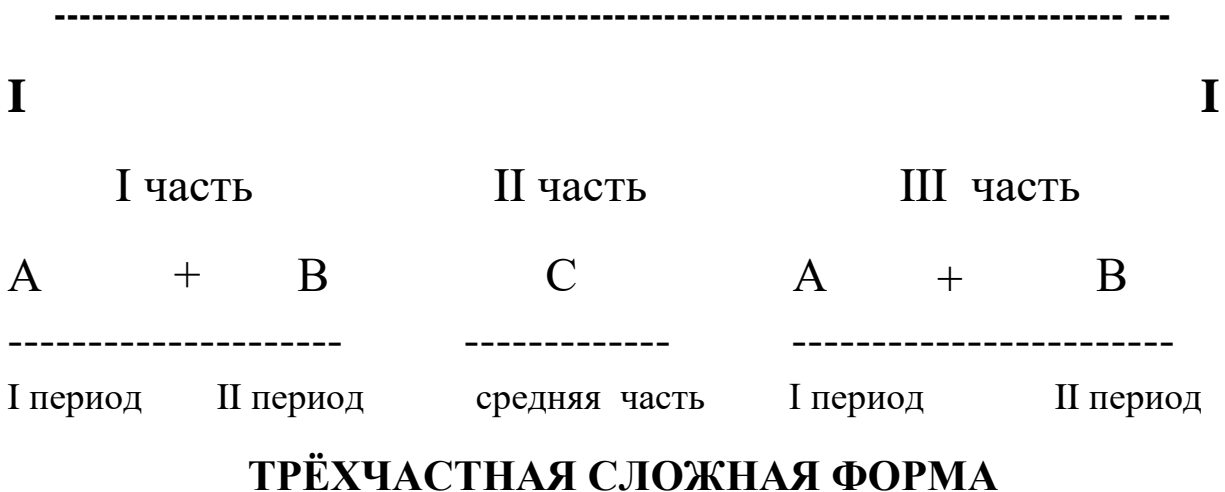 --------------------------------------------------------------------------------- ---
I I
I часть II часть III часть
А + В С А + В
--------------------- ------------- ------------------------
I период II период средняя часть I период II период
ТРЁХЧАСТНАЯ СЛОЖНАЯ ФОРМА